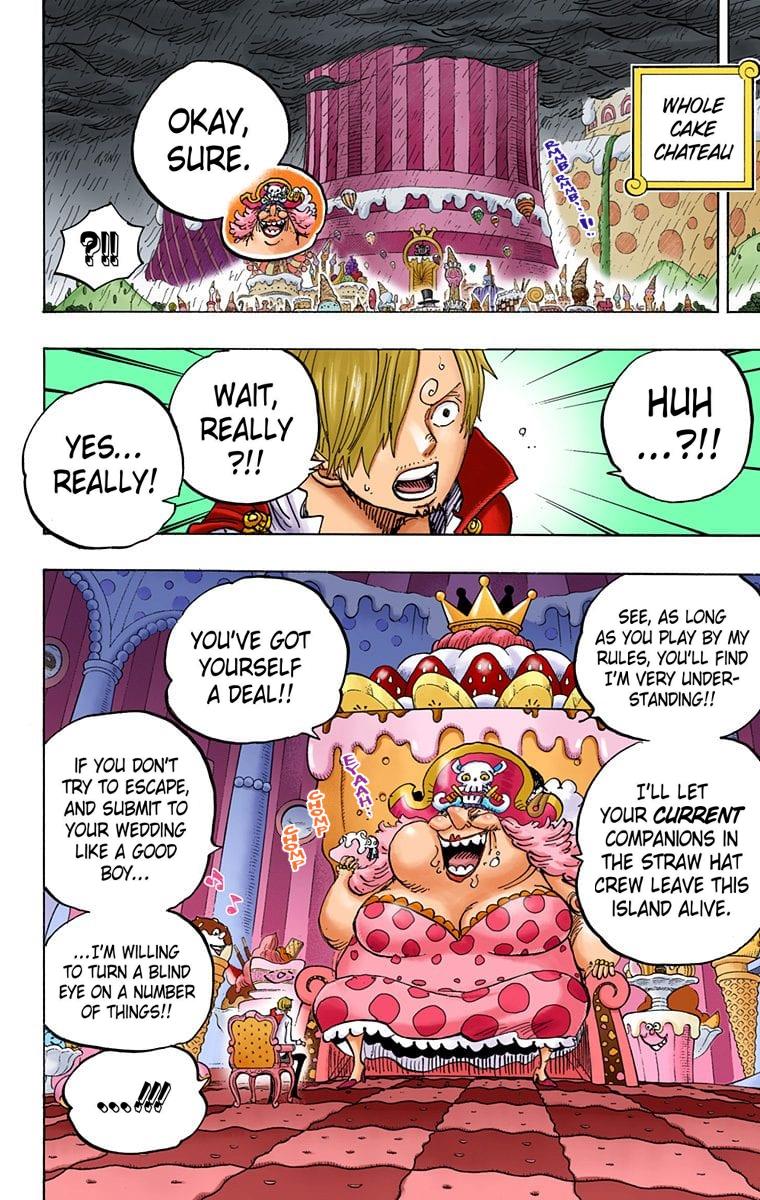 WHOLE
CAKE
CHATEAU
RMB RMB..!!
OKAY,
SURE.
?!!
HUH
...?!!
WAIT,
REALLY
?!!
YES...
REALLY!
SEE, AS LONG
AS YOU PLAY BY MY
RULES, YOU'LL FIND
I'M VERY UNDER-
STANDING!!
I'LL LET
YOUR CURRENT
COMPANIONS IN
THE STRAW HAT
CREW LEAVE THIS
ISLAND ALIVE.
YOU'VE GOT
YOURSELF
A DEAL!!
EYAAH..
CHOMP
CHOMP
IF YOU DON'T
TRY TO ESCAPE,
AND SUBMIT TO
YOUR WEDDING
LIKE A GOOD
BOY...
...I'M WILLING
TO TURN A BLIND
EYE ON A NUMBER
OF THINGS!!
...!!!